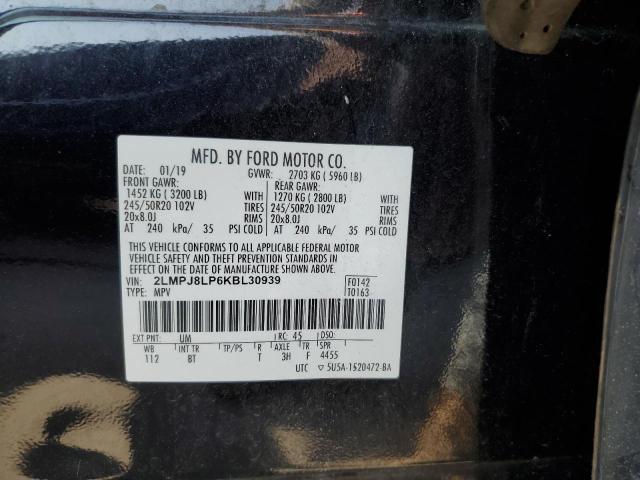 MFD. BY FORD MOTOR CO.
DATE: 01/19 GVWR: 2703 KG ( 5960 LB)
FRONT GAWR: REAR GAWR:
1452 KG ( 3200 LB) WITH 1270 KG ( 2800 LB) WITH
245/50R20 102V TIRES 245/50R20 102V TIRES
20x8.0J RIMS 20x8.0J RIMS
AT 240 kPa/ 35 PSI COLD AT 240 kPa/ 35 PSI COLD
THIS VEHICLE CONFORMS TO ALL APPLICABLE FEDERAL MOTOR
VEHICLE SAFETY AND THEFT PREVENTION STANDARDS IN
EFFECT ON THE DATE OF MANUFACTURE SHOWN ABOVE.
VIN: 2LMPJ8LP6KBL30939 F0142
TYPE: MPV T0163
EXT PNT: UM RC: 45 DSO:
WB INT TR TP/PS R AXLE TR SPR
112 BT T 3H F 4455
UTC ▽ 5U5A-1520472-BA